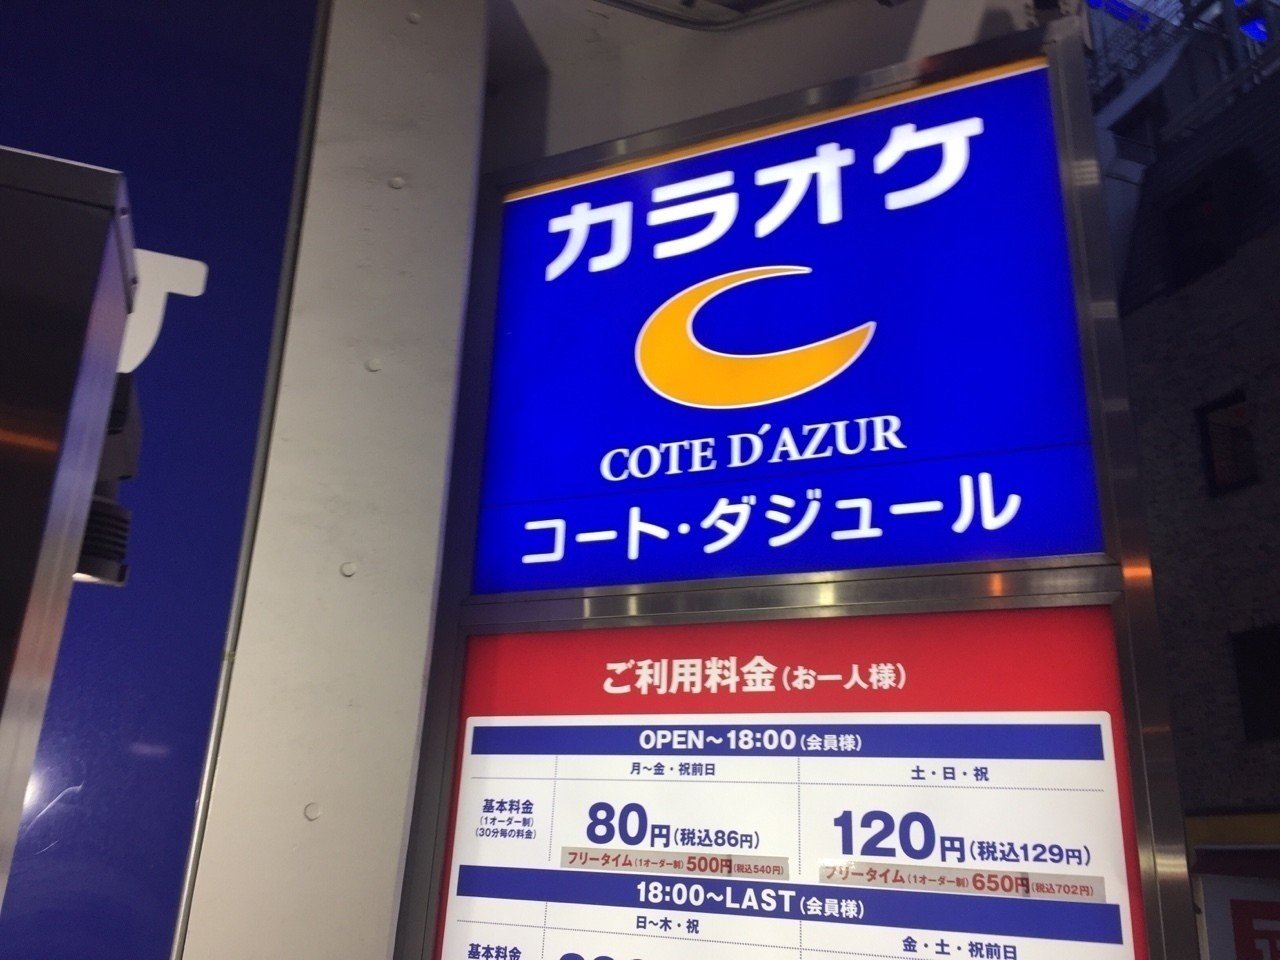 カラオケ
COTE D´AZUR
コート・ダジュール
ご利用料金(お一人様)
OPEN～18:00(会員様)
月～金・祝前日 土・日・祝
基本料金
(1オーダー制)
(30分毎の料金)
80円(税込86円) 120円(税込129円)
フリータイム(1オーダー制)500円(税込540円) フリータイム(1オーダー制)650円(税込702円)
18:00～LAST(会員様)
日～木・祝 金・土・祝前日
基本料金